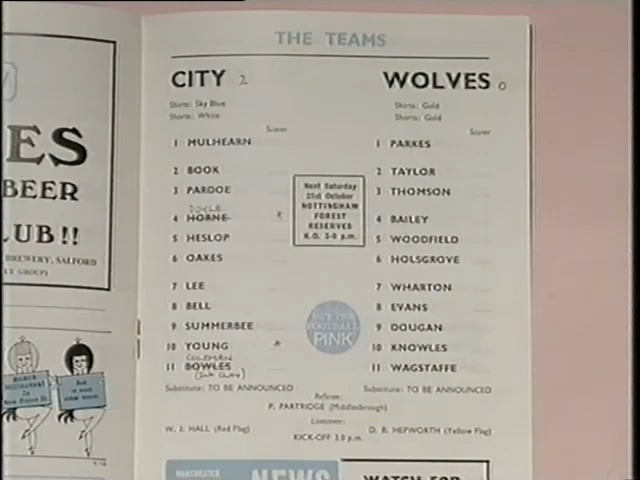 ES
BEER
LUB!!
BREWERY, SALFORD
LY GROUP)
THE TEAMS
CITY 2
WOLVES 0
Shirts: Sky Blue
Shorts: White
Shirts: Gold
Shorts: Gold
Scorer
Scorer
1 MULHEARN
2 BOOK
3 PARDOE
DOYLE
4 HORNE
5 HESLOP
6 OAKES
7 LEE
8 BELL
9 SUMMERBEE
10 YOUNG
COLEMAN
11 BOWLES
Substitute: TO BE ANNOUNCED
Next Saturday
21st October
NOTTINGHAM
FOREST
RESERVES
K.O. 3-0 p.m.
BUY THE
FOOTBALL
PINK
1 PARKES
2 TAYLOR
3 THOMSON
4 BAILEY
5 WOODFIELD
6 HOLSGROVE
7 WHARTON
8 EVANS
9 DOUGAN
10 KNOWLES
11 WAGSTAFFE
Substitute: TO BE ANNOUNCED
Referee:
P. PARTRIDGE (Middlesbrough)
Linesmen:
W. J. HALL (Red Flag)
D. B. HEPWORTH (Yellow Flag)
KICK-OFF 3.0 p.m.
MANCHESTER
NEWS
WATCH FOR